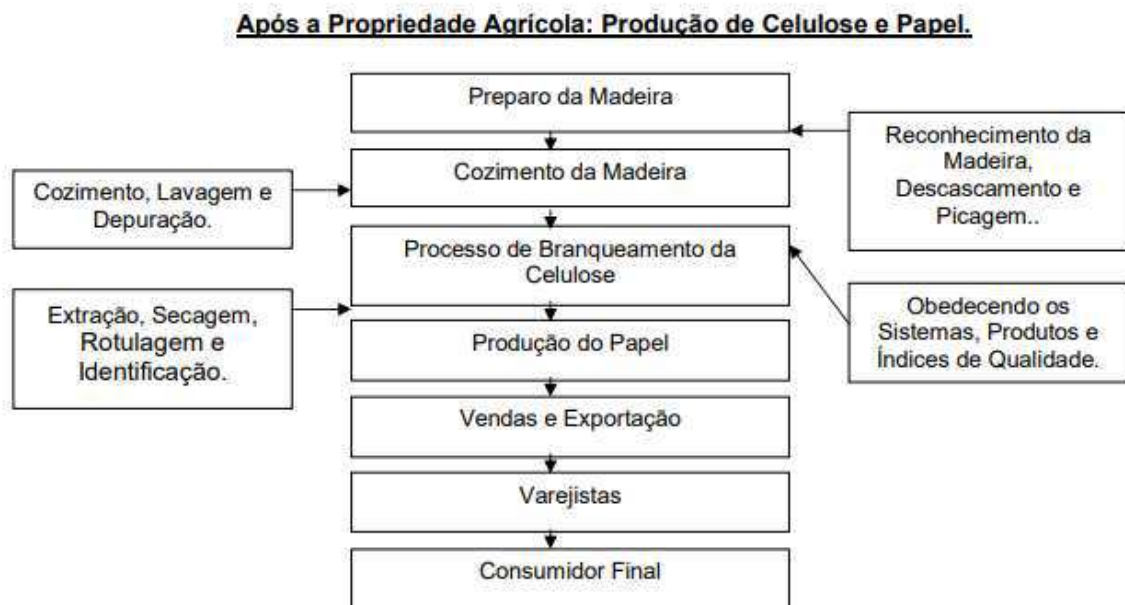 Após a Propriedade Agrícola: Produção de Celulose e Papel.
Preparo da Madeira
Reconhecimento da
Madeira,
Descascamento e
Picagem..
Cozimento da Madeira
Cozimento, Lavagem e
Depuração.
Processo de Branqueamento da
Celulose
Extração, Secagem,
Rotulagem e
Identificação.
Obedecendo os
Sistemas, Produtos e
Índices de Qualidade.
Produção do Papel
Vendas e Exportação
Varejistas
Consumidor Final